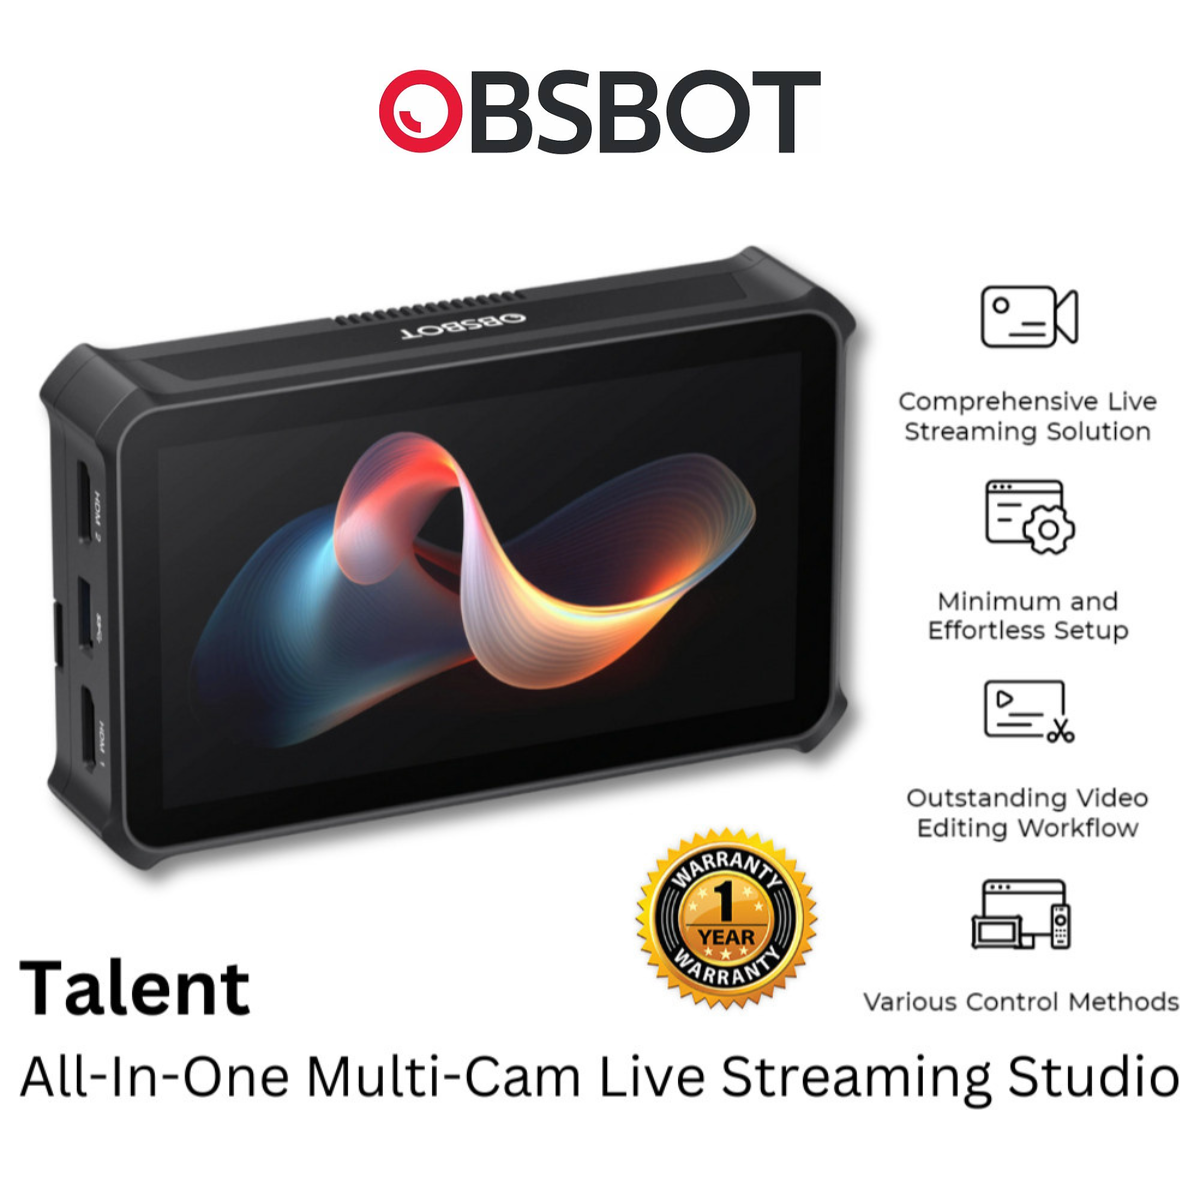 OBSBOT
OBSBOT
HDMI 2
HDMI 1
Comprehensive Live
Streaming Solution
Minimum and
Effortless Setup
Outstanding Video
Editing Workflow
Various Control Methods
WARRANTY
1
YEAR
WARRANTY
Talent
All-In-One Multi-Cam Live Streaming Studio